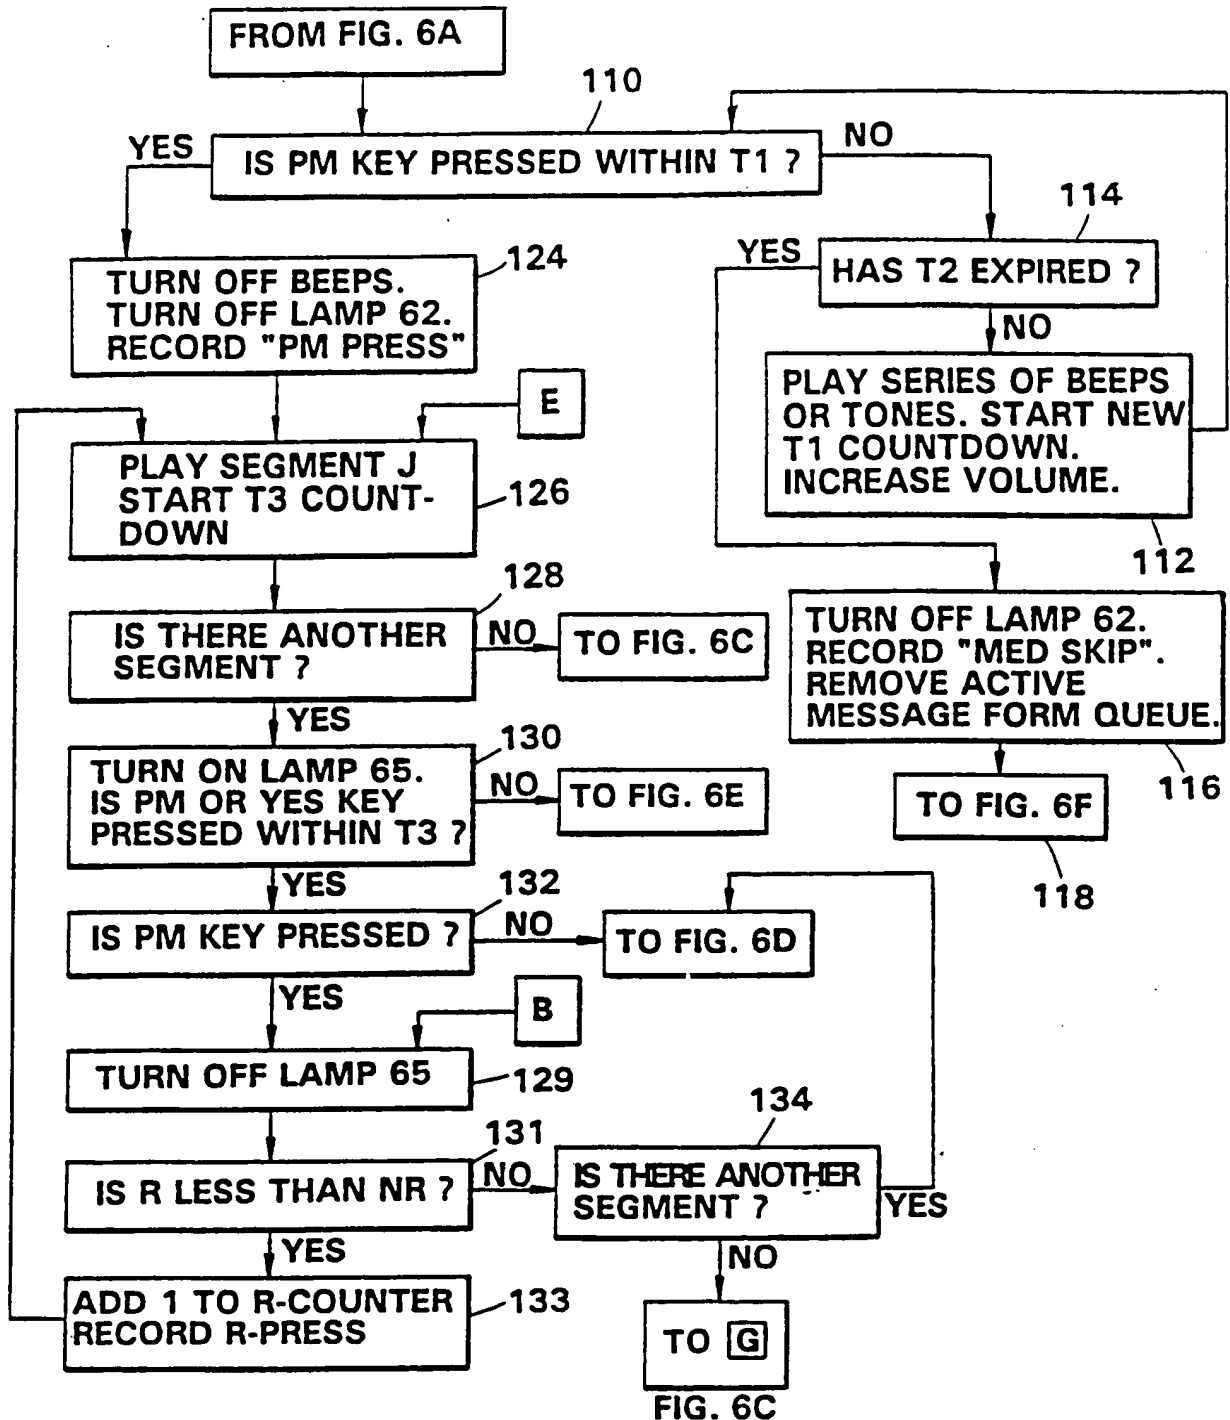 FROM FIG. 6A
110
IS PM KEY PRESSED WITHIN T1 ?
YES
NO
114
HAS T2 EXPIRED ?
YES
NO
124
TURN OFF BEEPS.
TURN OFF LAMP 62.
RECORD "PM PRESS"
PLAY SERIES OF BEEPS
OR TONES. START NEW
T1 COUNTDOWN.
INCREASE VOLUME.
112
E
PLAY SEGMENT J
START T3 COUNT-
DOWN
126
TURN OFF LAMP 62.
RECORD "MED SKIP".
REMOVE ACTIVE
MESSAGE FORM QUEUE.
116
TO FIG. 6F
118
128
IS THERE ANOTHER
SEGMENT ?
NO
TO FIG. 6C
YES
130
TURN ON LAMP 65.
IS PM OR YES KEY
PRESSED WITHIN T3 ?
NO
TO FIG. 6E
YES
132
IS PM KEY PRESSED ?
NO
TO FIG. 6D
YES
B
TURN OFF LAMP 65
129
131
IS R LESS THAN NR ?
NO
134
IS THERE ANOTHER
SEGMENT ?
YES
YES
NO
ADD 1 TO R-COUNTER
RECORD R-PRESS
133
TO G
FIG. 6C